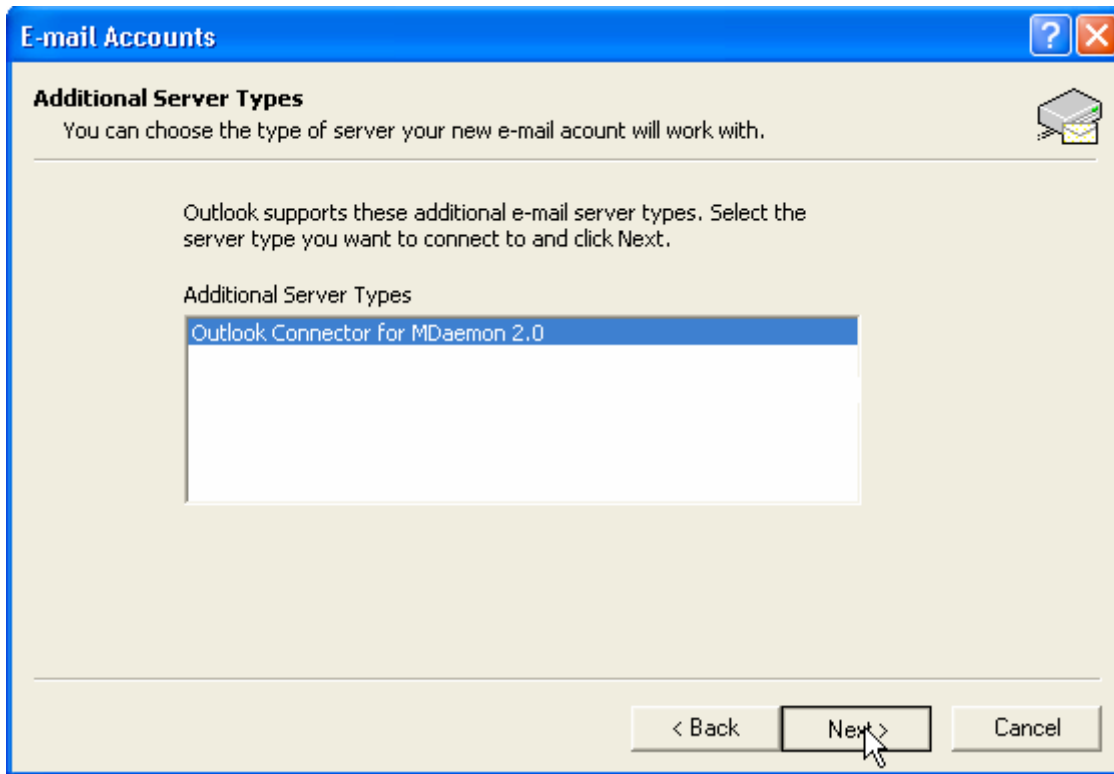 E-mail Accounts
Additional Server Types
You can choose the type of server your new e-mail acount will work with.
Outlook supports these additional e-mail server types. Select the
server type you want to connect to and click Next.
Additional Server Types
Outlook Connector for MDaemon 2.0
< Back Next > Cancel